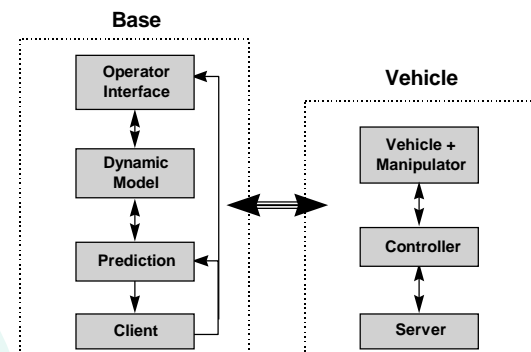 Base
Operator
Interface
Dynamic
Model
Prediction
Client
Vehicle
Vehicle +
Manipulator
Controller
Server